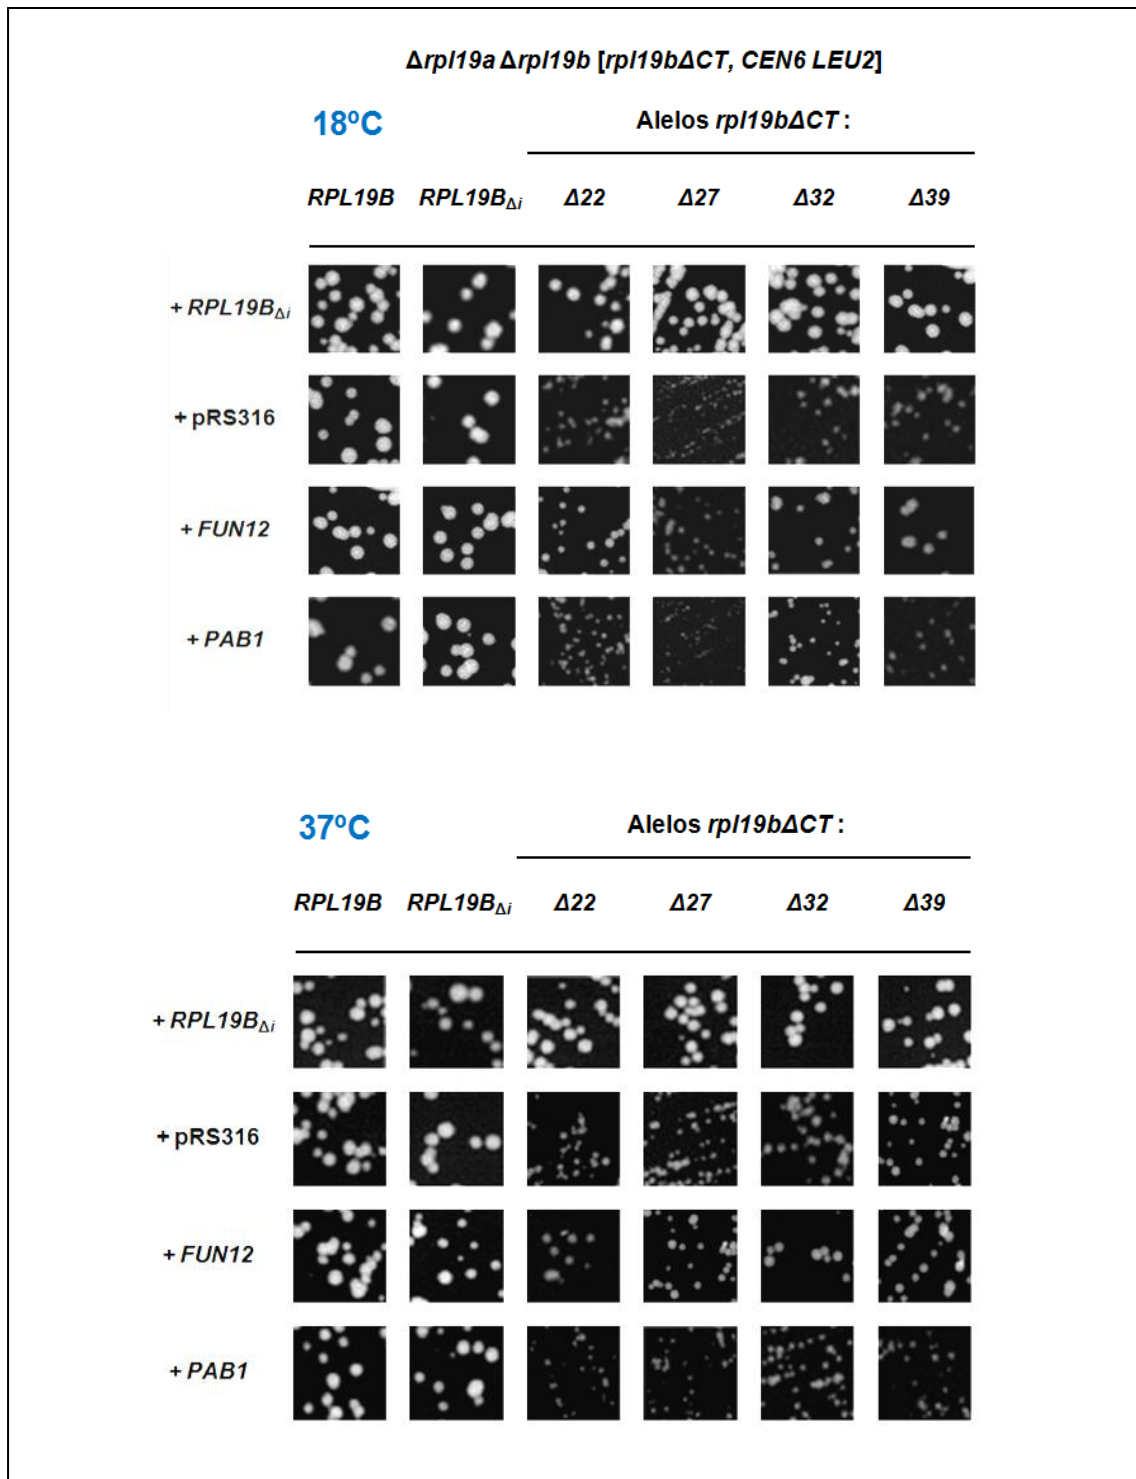 Δrpl19a Δrpl19b [rpl19bΔCT, CEN6 LEU2]
18ºC
Alelos rpl19bΔCT :
RPL19B RPL19BΔi Δ22 Δ27 Δ32 Δ39
+ RPL19BΔi
+ pRS316
+ FUN12
+ PAB1
37ºC
Alelos rpl19bΔCT :
RPL19B RPL19BΔi Δ22 Δ27 Δ32 Δ39
+ RPL19BΔi
+ pRS316
+ FUN12
+ PAB1